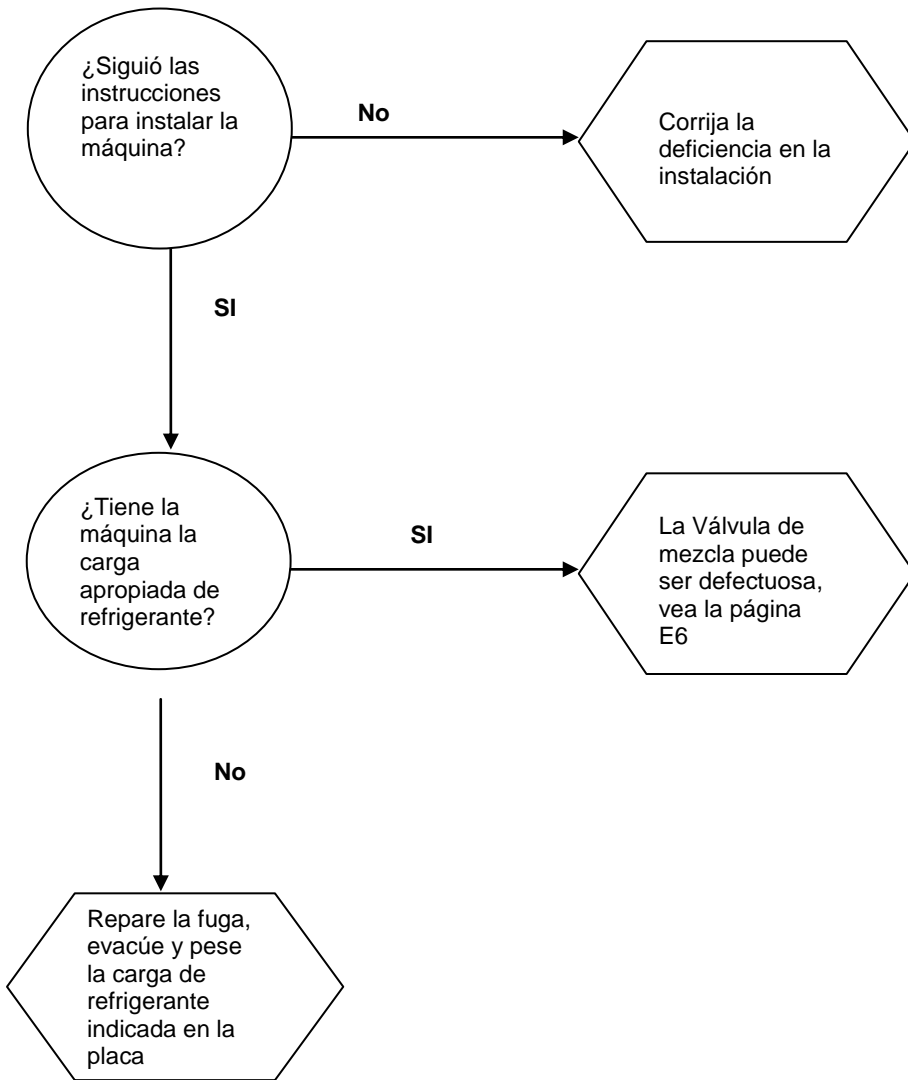 ¿Siguió las
instrucciones
para instalar la
máquina?
No
Corrija la
deficiencia en la
instalación
SI
¿Tiene la
máquina la
carga
apropiada de
refrigerante?
SI
La Válvula de
mezcla puede
ser defectuosa,
vea la página
E6
No
Repare la fuga,
evacúe y pese
la carga de
refrigerante
indicada en la
placa